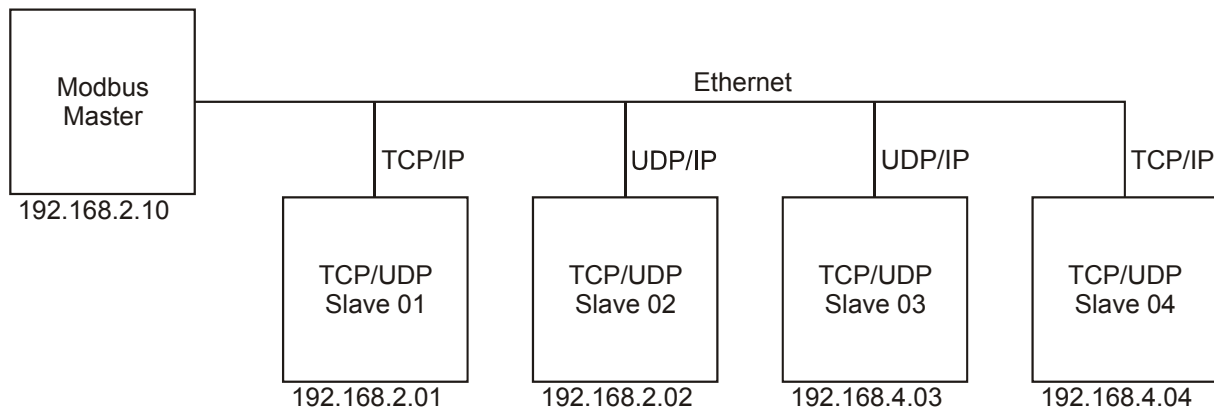 Modbus
Master
192.168.2.10
Ethernet
TCP/IP
UDP/IP
UDP/IP
TCP/IP
TCP/UDP
Slave 01
192.168.2.01
TCP/UDP
Slave 02
192.168.2.02
TCP/UDP
Slave 03
192.168.4.03
TCP/UDP
Slave 04
192.168.4.04